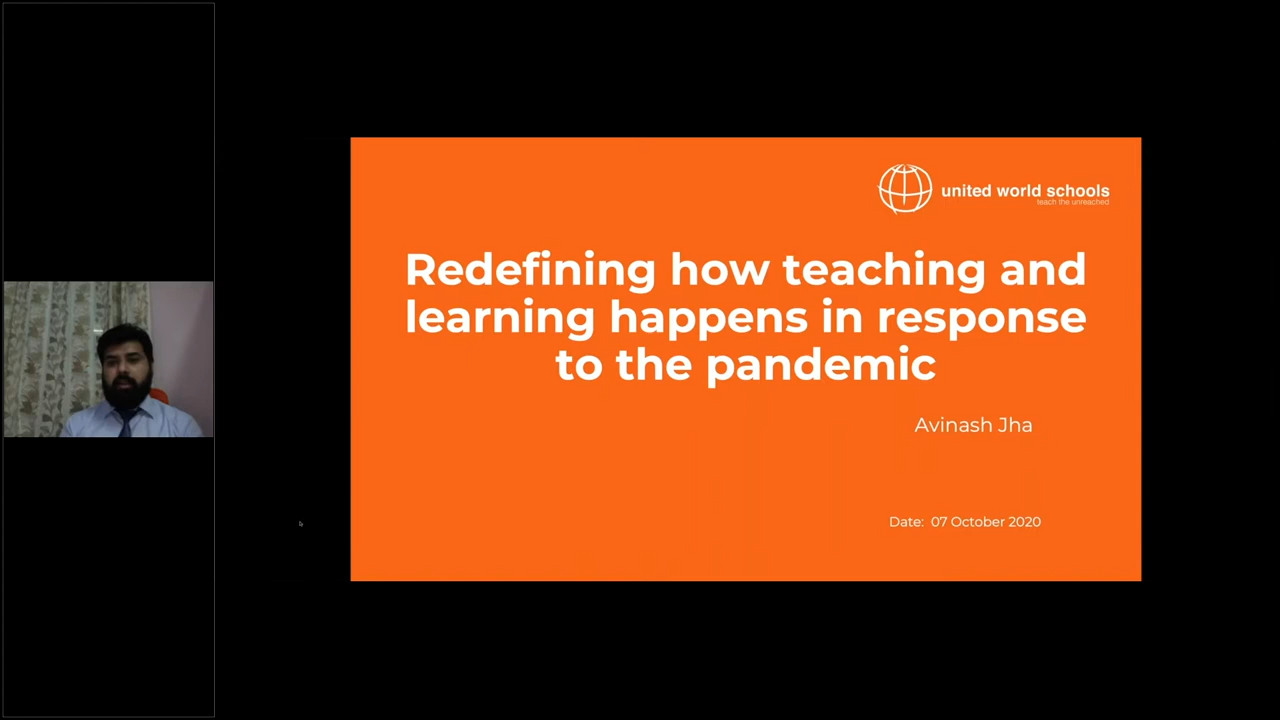 united world schools
teach the unreached
Redefining how teaching and
learning happens in response
to the pandemic
Avinash Jha
Date: 07 October 2020